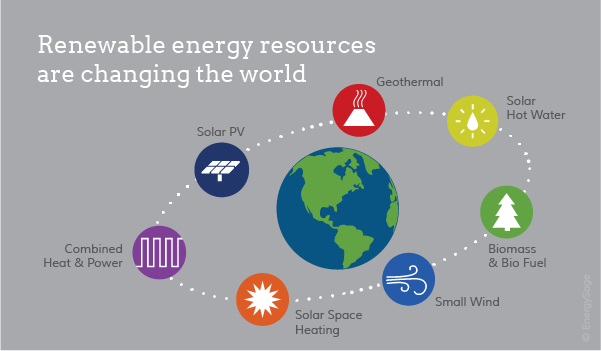 Renewable energy resources
are changing the world
Geothermal
Solar
Hot Water
Solar PV
Biomass
& Bio Fuel
Combined
Heat & Power
Small Wind
Solar Space
Heating
© EnergySage